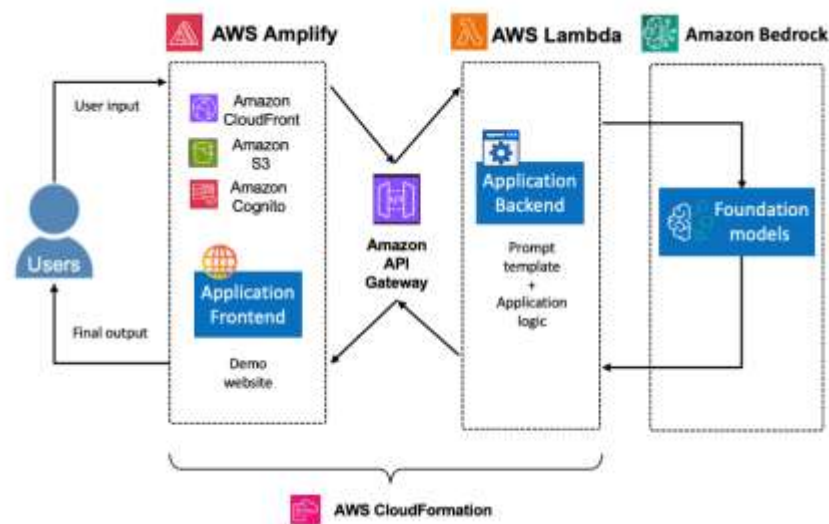 AWS Amplify
AWS Lambda
Amazon Bedrock
User input
Amazon
CloudFront
Amazon
S3
Amazon
Cognito
Users
Application
Frontend
Final output
Demo
website
API
Amazon
API
Gateway
Application
Backend
Prompt
template
+
Application
logic
Foundation
models
AWS CloudFormation